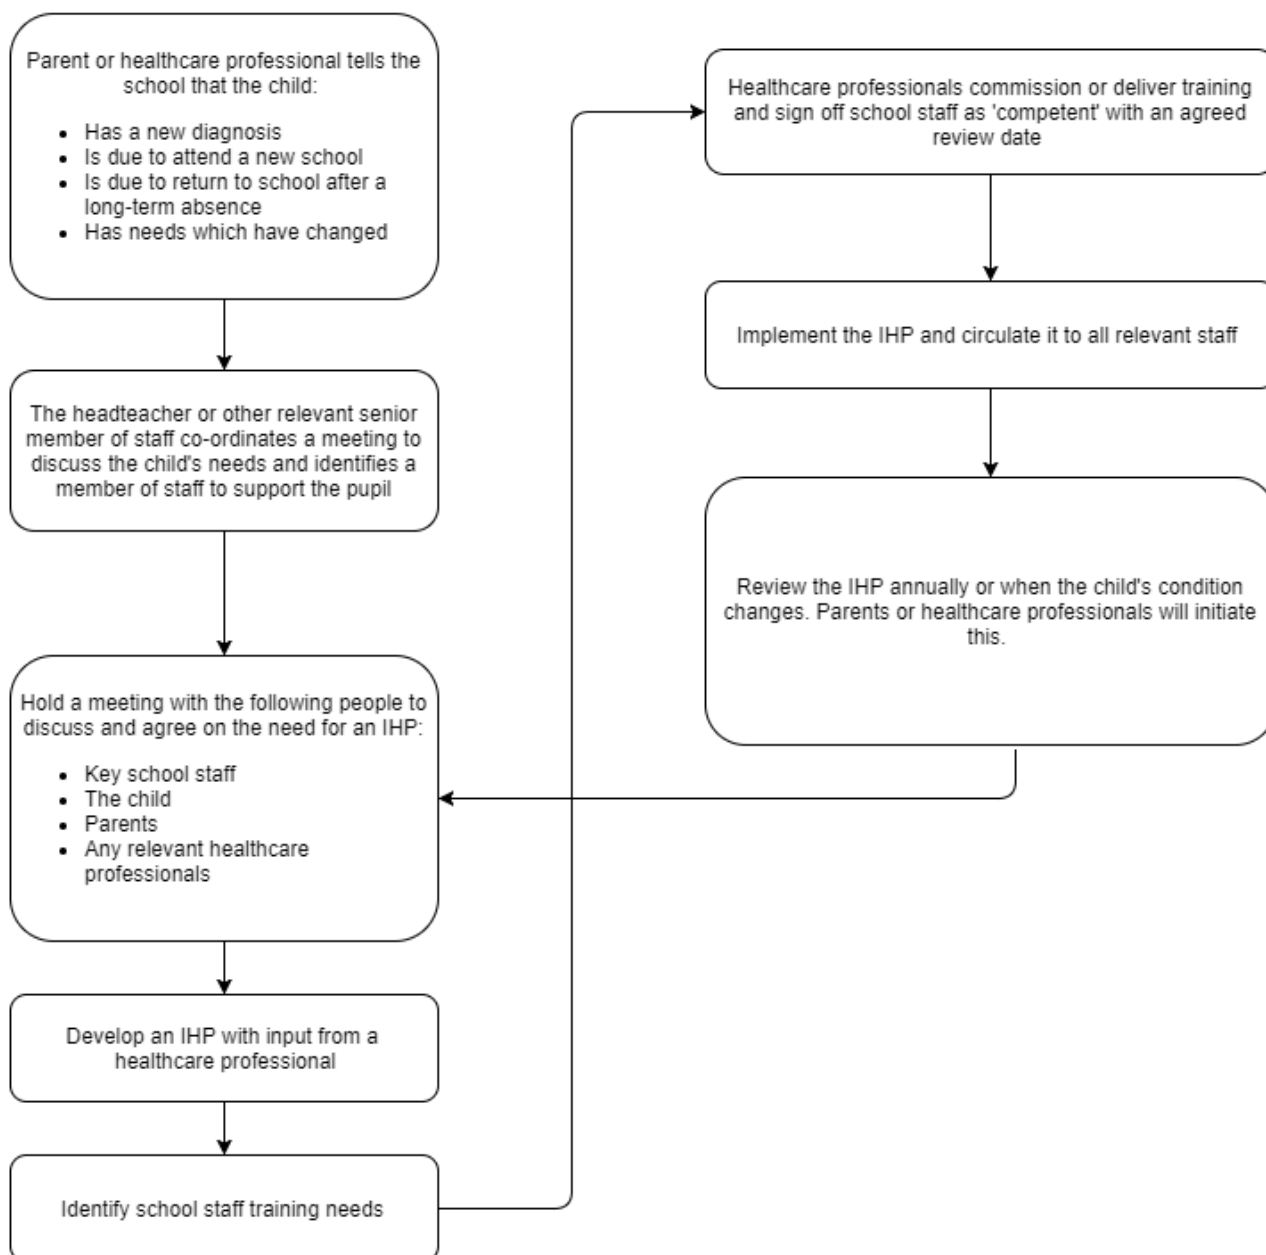 Parent or healthcare professional tells the
school that the child:
• Has a new diagnosis
• Is due to attend a new school
• Is due to return to school after a
long-term absence
• Has needs which have changed
The headteacher or other relevant senior
member of staff co-ordinates a meeting to
discuss the child's needs and identifies a
member of staff to support the pupil
Hold a meeting with the following people to
discuss and agree on the need for an IHP:
• Key school staff
• The child
• Parents
• Any relevant healthcare
professionals
Develop an IHP with input from a
healthcare professional
Identify school staff training needs
Healthcare professionals commission or deliver training
and sign off school staff as 'competent' with an agreed
review date
Implement the IHP and circulate it to all relevant staff
Review the IHP annually or when the child's condition
changes. Parents or healthcare professionals will initiate
this.